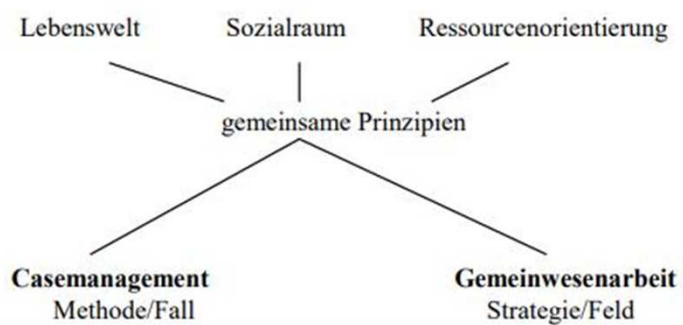 Lebenswelt Sozialraum Ressourcenorientierung
gemeinsame Prinzipien
Casemanagement Gemeinwesenarbeit
Methode/Fall Strategie/Feld